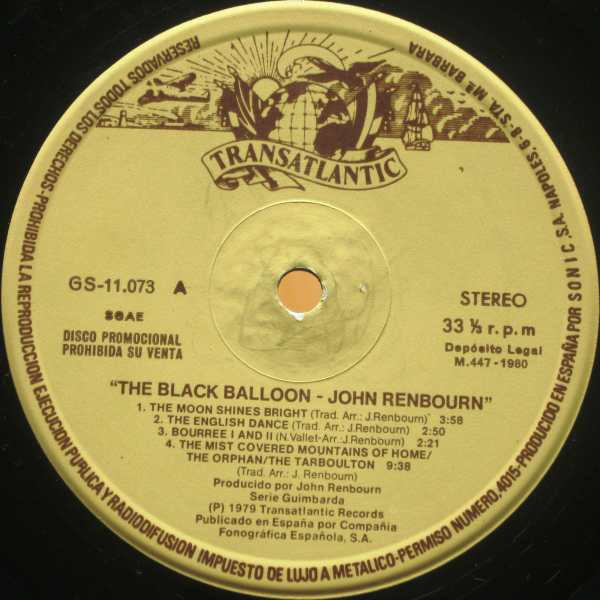 TRANSATLANTIC
GS-11.073 A
SGAE
DISCO PROMOCIONAL
PROHIBIDA SU VENTA
STEREO
33 ⅓ r.p.m
Depósito Legal
M.447-1980
"THE BLACK BALLOON - JOHN RENBOURN"
1. THE MOON SHINES BRIGHT (Trad. Arr.: J.Renbourn) 3:58
2. THE ENGLISH DANCE (Trad. Arr.: J.Renbourn) 2:50
3. BOURREE I AND II (N.Vallet-Arr.: J.Renbourn) 2:21
4. THE MIST COVERED MOUNTAINS OF HOME/
THE ORPHAN/THE TARBOULTON 9:38
(Trad. Arr.: J. Renbourn)
Producido por John Renbourn
Serie Guimbarda
(P) 1979 Transatlantic Records
Publicado en España por Compañía
Fonográfica Española, S.A.
RESERVADOS TODOS LOS DERECHOS-PROHIBIDA LA REPRODUCCION EJECUCION PUBLICA Y RADIODIFUSION IMPUESTO DE LUJO A METALICO-PERMISO NUMERO, 4015-PRODUCIDO EN ESPAÑA POR SONIC, S.A. NAPOLES, 6-8-STA. Mª BARBARA